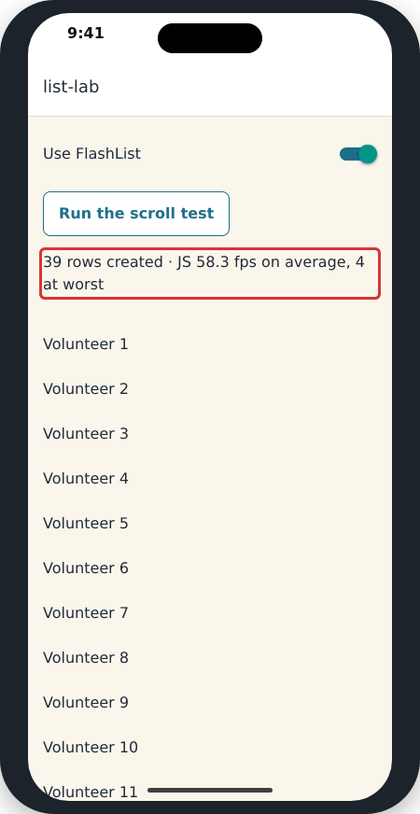 9:41
list-lab
Use FlashList
Run the scroll test
39 rows created · JS 58.3 fps on average, 4
at worst
Volunteer 1
Volunteer 2
Volunteer 3
Volunteer 4
Volunteer 5
Volunteer 6
Volunteer 7
Volunteer 8
Volunteer 9
Volunteer 10
Volunteer 11